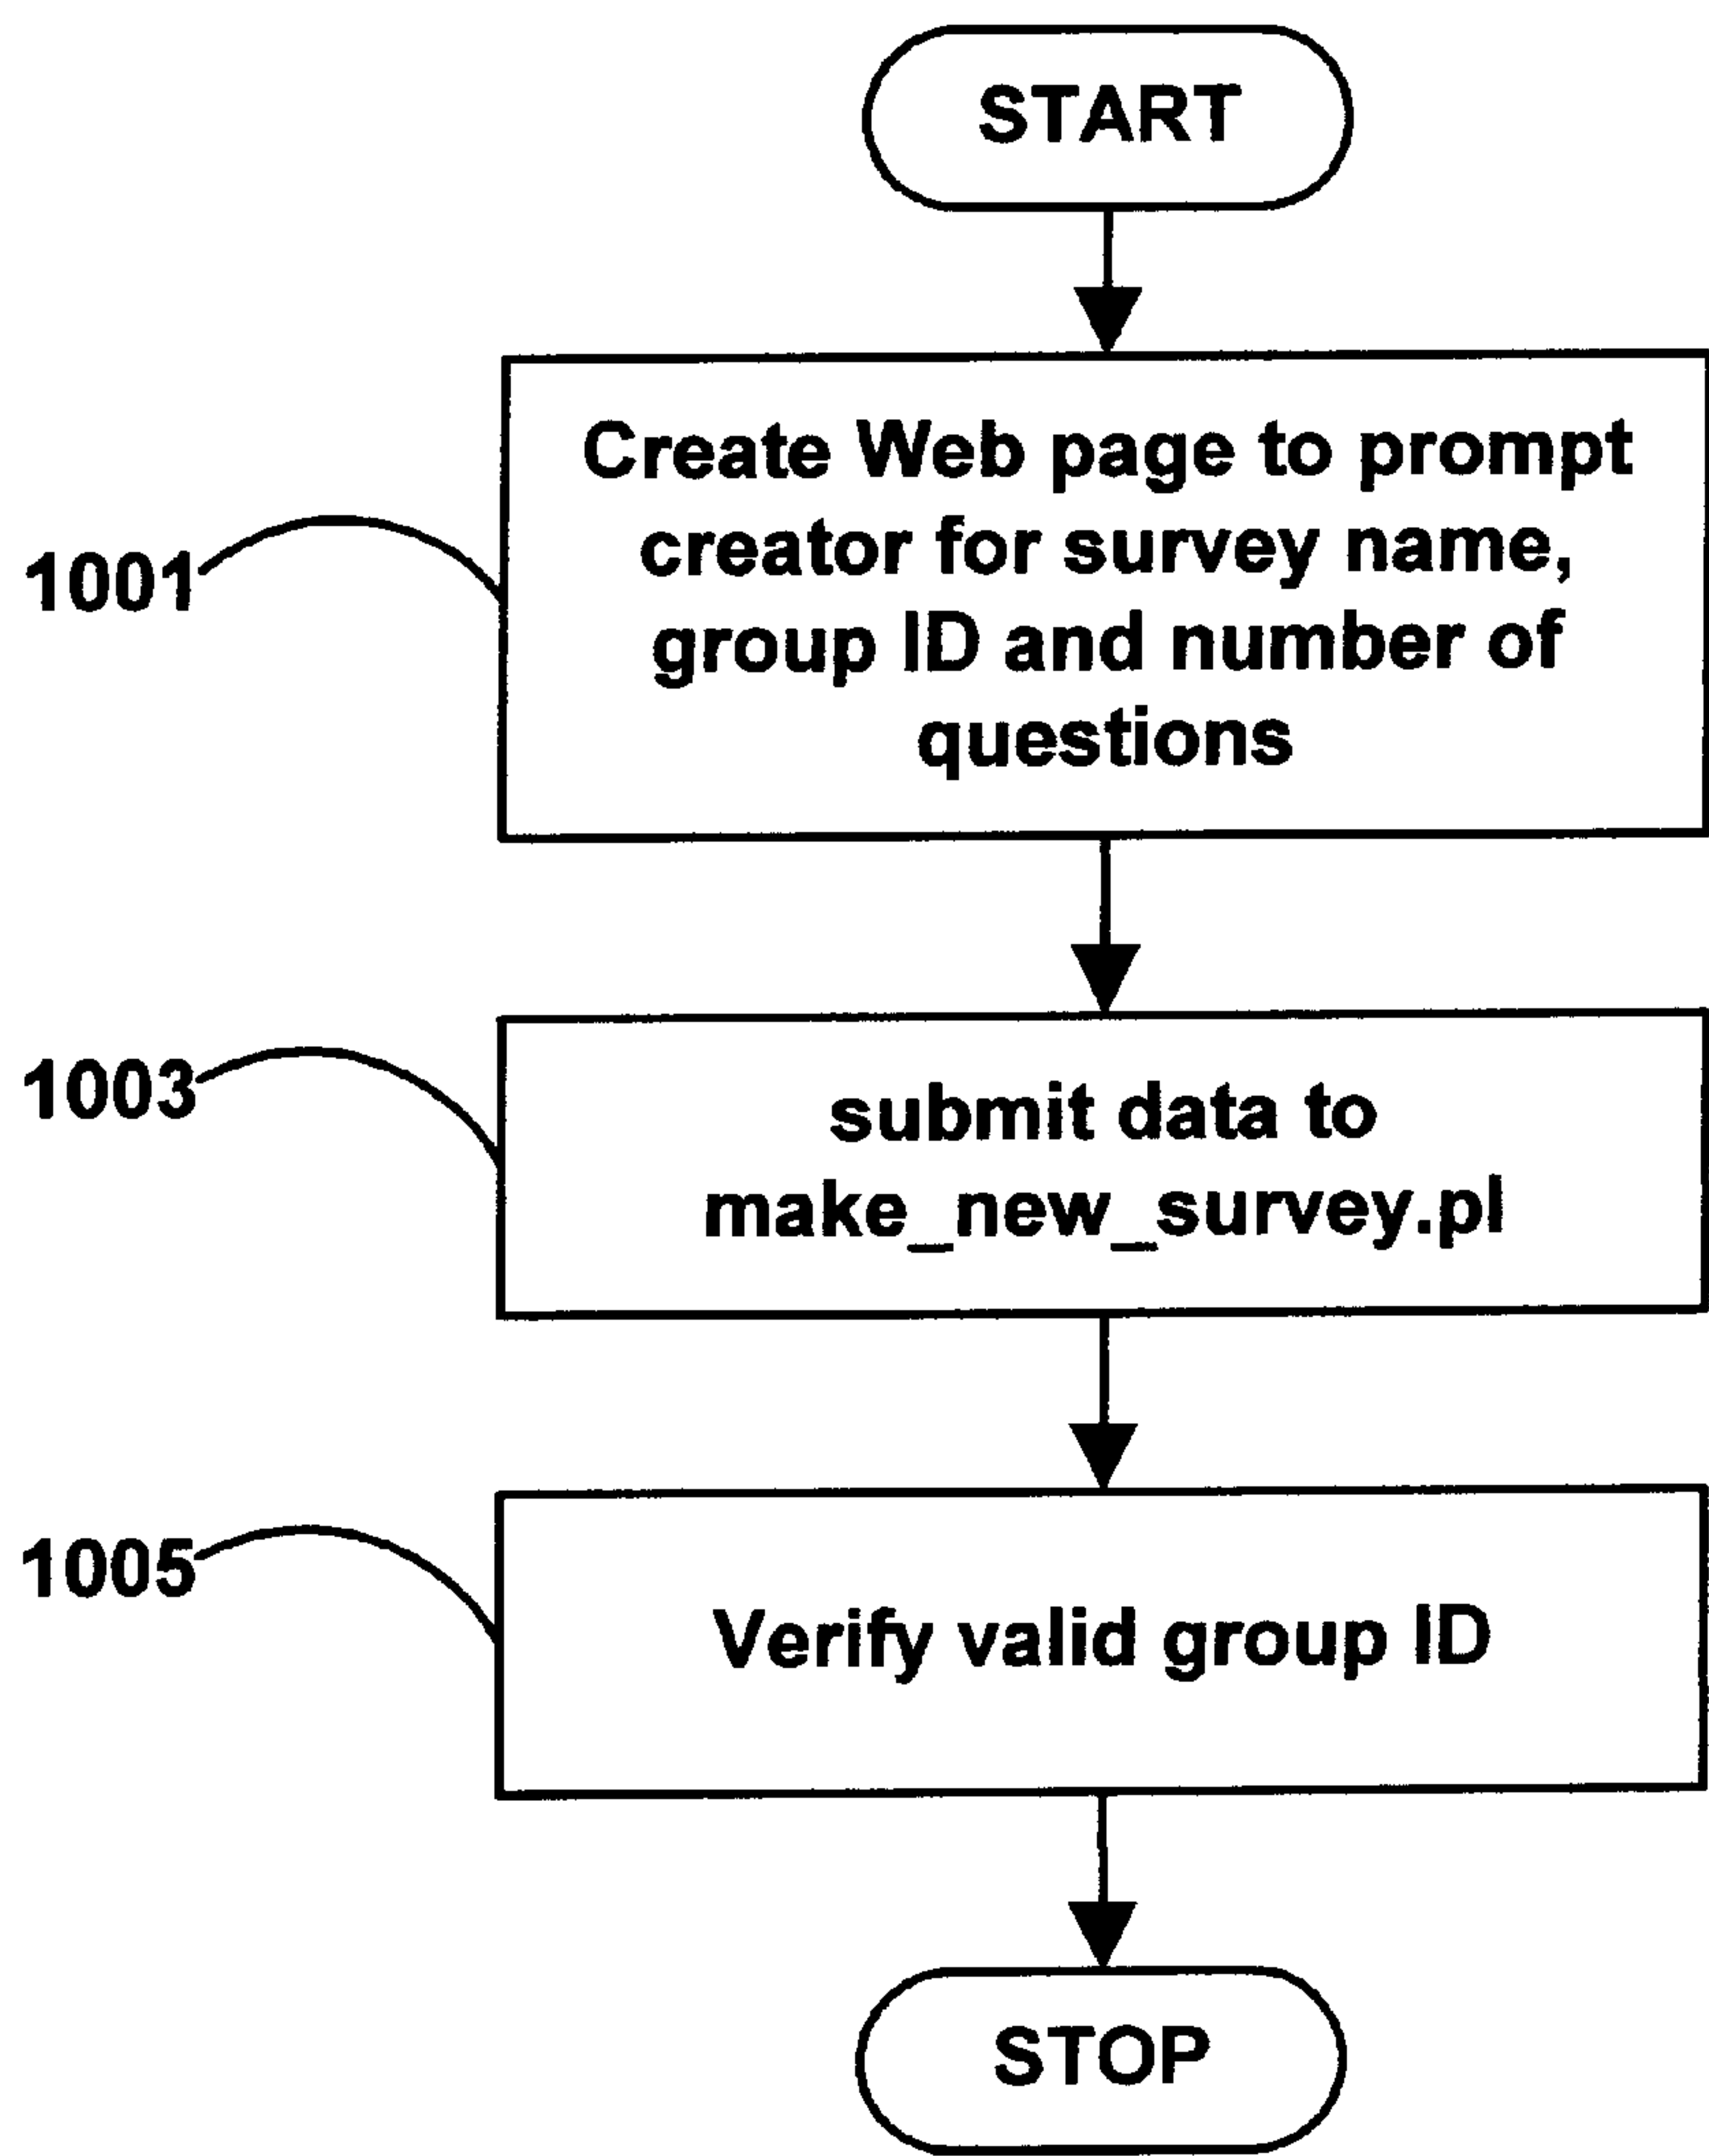 START
Create Web page to prompt
creator for survey name,
group ID and number of
questions
1001
submit data to
make_new_survey.pl
1003
Verify valid group ID
1005
STOP